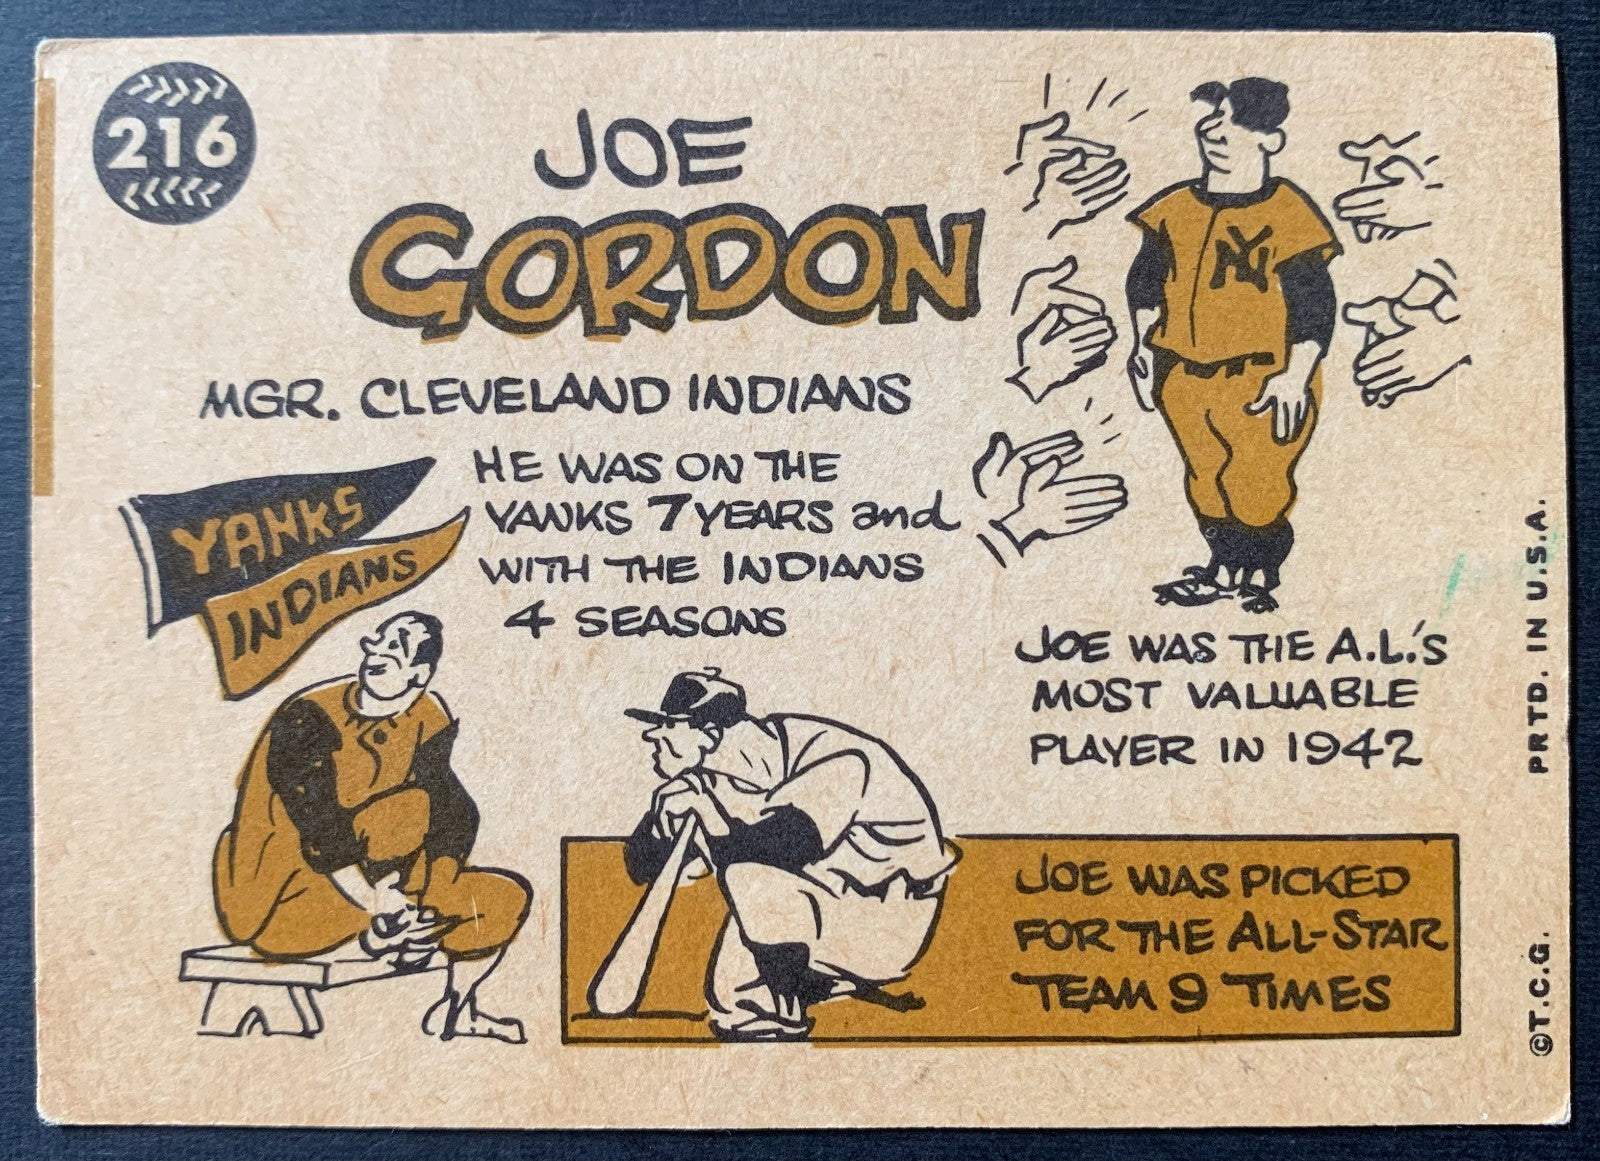 216
JOE
GORDON
MGR. CLEVELAND INDIANS
YANKS
INDIANS
HE WAS ON THE
YANKS 7 YEARS and
WITH THE INDIANS
4 SEASONS
NY
JOE WAS THE A.L.'S
MOST VALUABLE
PLAYER IN 1942
JOE WAS PICKED
FOR THE ALL-STAR
TEAM 9 TIMES
©T.C.G.
PRTD. IN U.S.A.